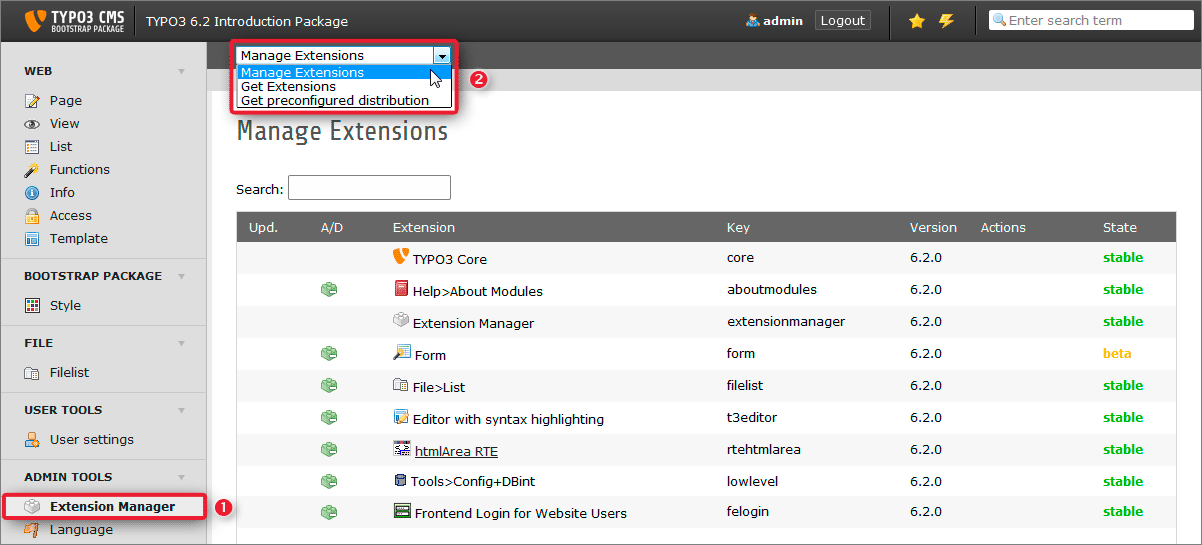 TYPO3 CMS
BOOTSTRAP PACKAGE
TYPO3 6.2 Introduction Package
admin
Logout
Enter search term
WEB
Page
View
List
Functions
Info
Access
Template
BOOTSTRAP PACKAGE
Style
FILE
Filelist
USER TOOLS
User settings
ADMIN TOOLS
Extension Manager
1
Language
Manage Extensions
Manage Extensions
Get Extensions
Get preconfigured distribution
2
Manage Extensions
Search:
Upd. A/D Extension Key Version Actions State
TYPO3 Core core 6.2.0 stable
Help>About Modules aboutmodules 6.2.0 stable
Extension Manager extensionmanager 6.2.0 stable
Form form 6.2.0 beta
File>List filelist 6.2.0 stable
Editor with syntax highlighting t3editor 6.2.0 stable
htmlArea RTE rtehtmlarea 6.2.0 stable
Tools>Config+DBint lowlevel 6.2.0 stable
Frontend Login for Website Users felogin 6.2.0 stable